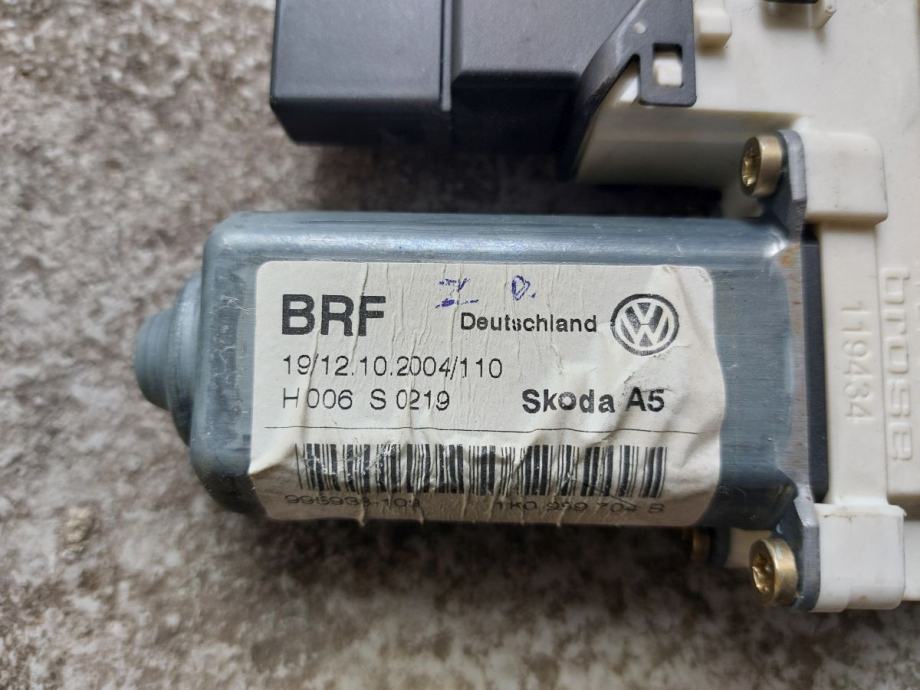 BRF
Deutschland
19/12.10.2004/110
H 006 S 0219
Skoda A5
brose
119434